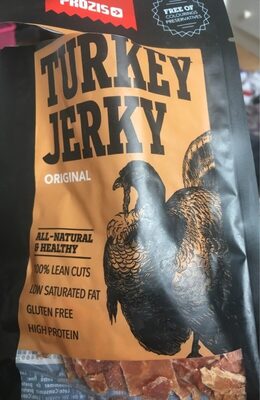 PROZIS
FREE OF
COLOURINGS
PRESERVATIVES
TURKEY
JERKY
ORIGINAL
ALL-NATURAL
& HEALTHY
100% LEAN CUTS
LOW SATURATED FAT
GLUTEN FREE
HIGH PROTEIN